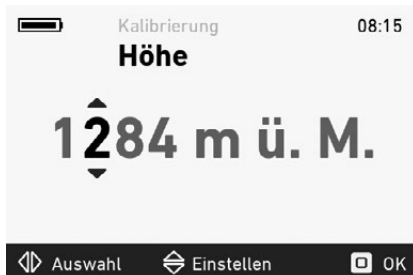 Kalibrierung 08:15
Höhe
1284 m ü. M.
Auswahl Einstellen OK